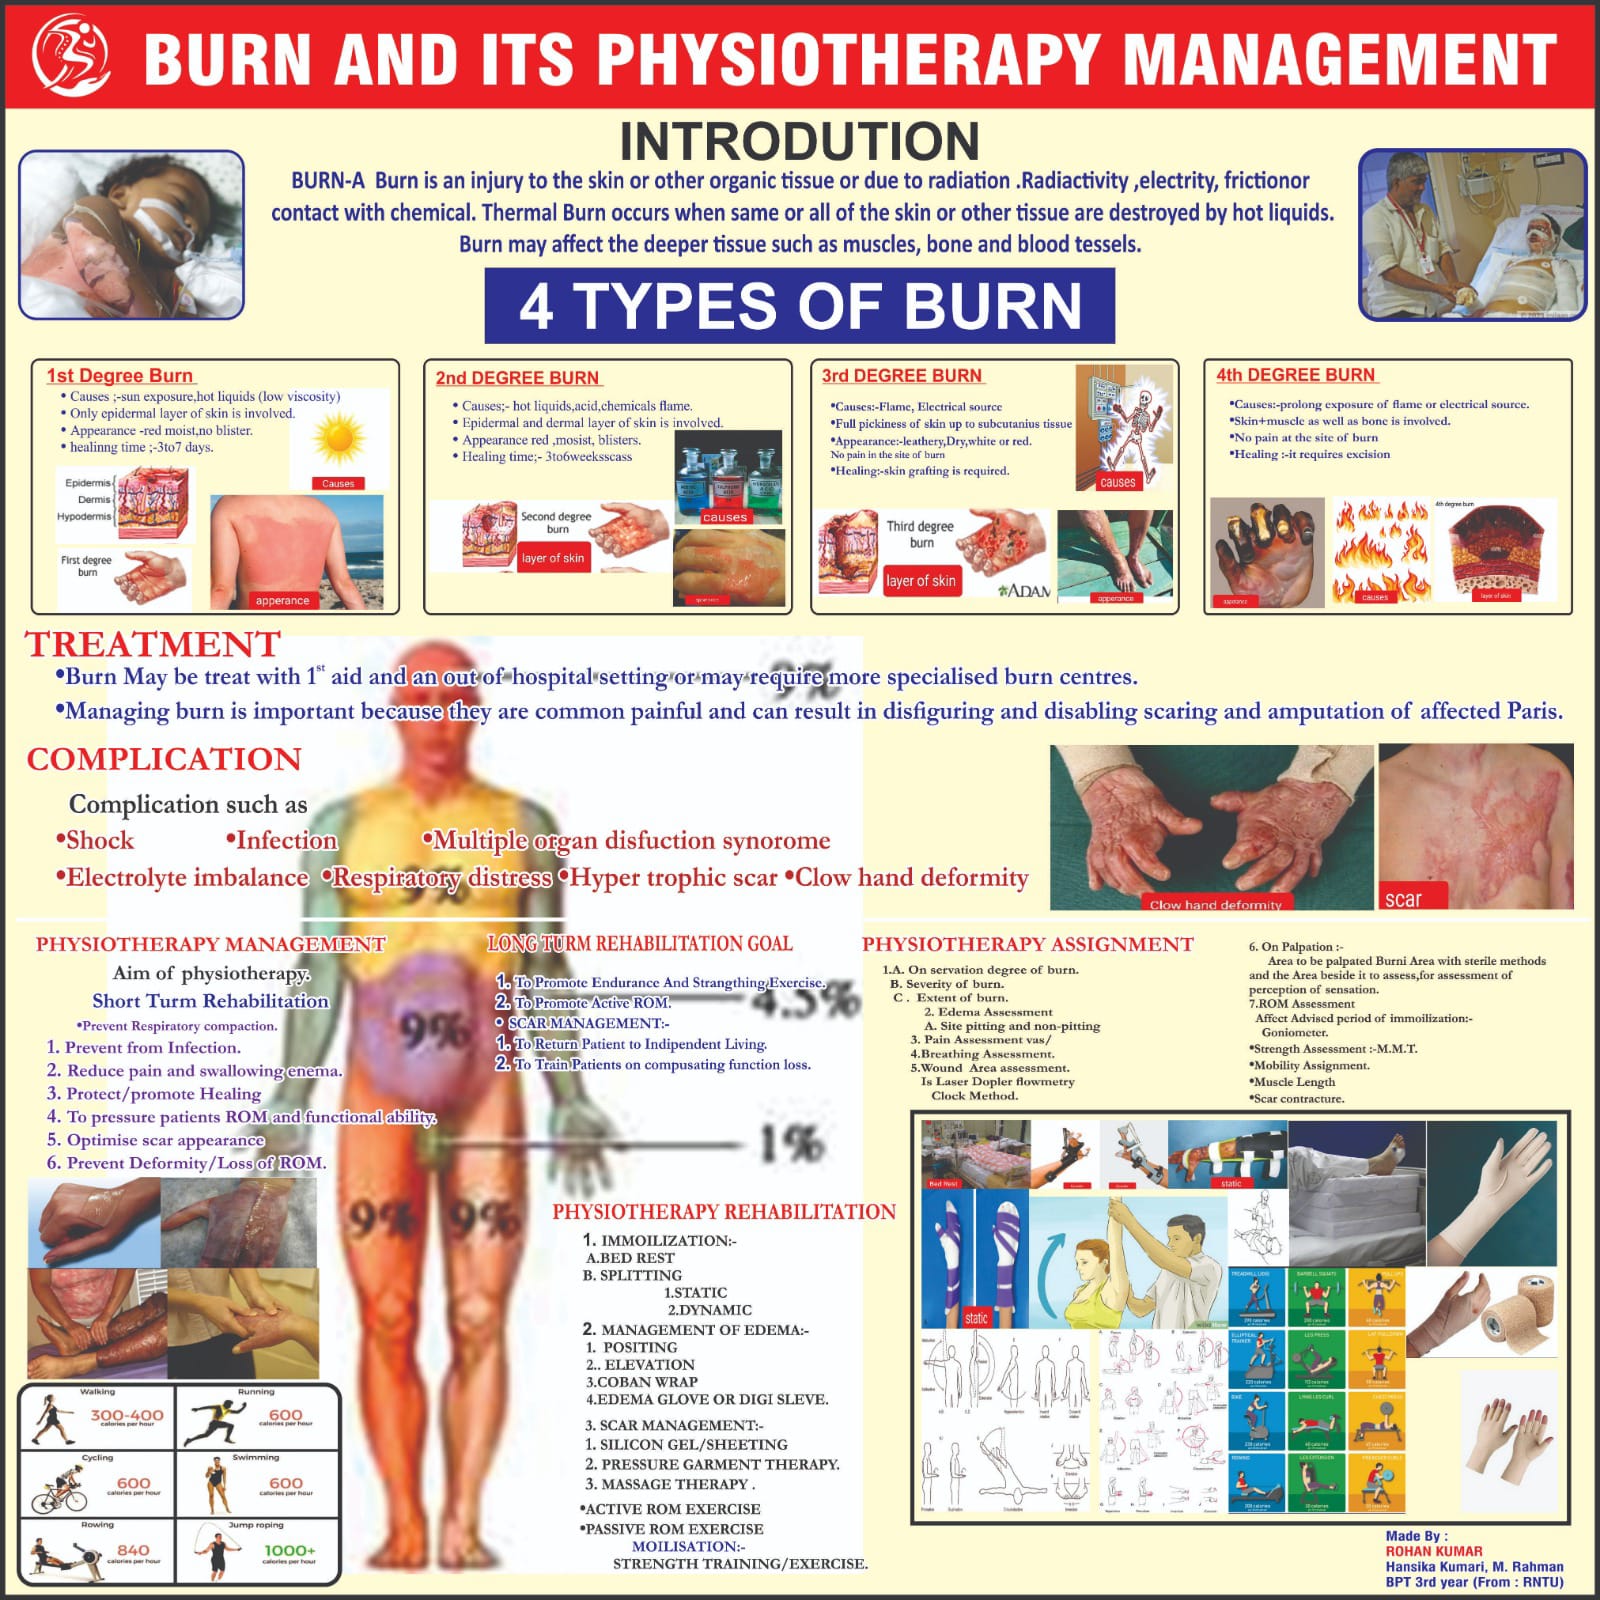 BURN AND ITS PHYSIOTHERAPY MANAGEMENT
INTRODUTION
BURN-A Burn is an injury to the skin or other organic tissue or due to radiation .Radiactivity ,electrity, frictionor
contact with chemical. Thermal Burn occurs when same or all of the skin or other tissue are destroyed by hot liquids.
Burn may affect the deeper tissue such as muscles, bone and blood tessels.
4 TYPES OF BURN
1st Degree Burn
• Causes ;-sun exposure,hot liquids (low viscosity)
• Only epidermal layer of skin is involved.
• Appearance -red moist,no blister.
• healinng time ;-3to7 days.
Causes
Epidermis
Dermis
Hypodermis
First degree
burn
apperance
2nd DEGREE BURN
• Causes;- hot liquids,acid,chemicals flame.
• Epidermal and dermal layer of skin is involved.
• Appearance red ,mosist, blisters.
• Healing time;- 3to6weeksscass
causes
Second degree
burn
layer of skin
3rd DEGREE BURN
•Causes:-Flame, Electrical source
•Full pickiness of skin up to subcutanius tissue
•Appearance:-leathery,Dry,white or red.
No pain in the site of burn
•Healing:-skin grafting is required.
causes
Third degree
burn
layer of skin
ADAM
apperance
4th DEGREE BURN
•Causes:-prolong exposure of flame or electrical source.
•Skin+muscle as well as bone is involved.
•No pain at the site of burn
•Healing :-it requires excision
apperance
causes
4th degree burn
layer of skin
TREATMENT
•Burn May be treat with 1st aid and an out of hospital setting or may require more specialised burn centres.
•Managing burn is important because they are common painful and can result in disfiguring and disabling scaring and amputation of affected Paris.
9%
COMPLICATION
Complication such as
•Shock •Infection •Multiple organ disfuction synorome
•Electrolyte imbalance •Respiratory distress •Hyper trophic scar •Clow hand deformity
9%
Clow hand deformity
scar
PHYSIOTHERAPY MANAGEMENT
Aim of physiotherapy.
Short Turm Rehabilitation
•Prevent Respiratory compaction.
1. Prevent from Infection.
2. Reduce pain and swallowing enema.
3. Protect/promote Healing
4. To pressure patients ROM and functional ability.
5. Optimise scar appearance
6. Prevent Deformity/Loss of ROM.
LONG TURM REHABILITATION GOAL
1. To Promote Endurance And Strangthing Exercise.
2. To Promote Active ROM.
• SCAR MANAGEMENT:-
1. To Return Patient to Indipendent Living.
2. To Train Patients on compusating function loss.
4.5%
9%
1%
9% 9%
PHYSIOTHERAPY ASSIGNMENT
1.A. On servation degree of burn.
B. Severity of burn.
C . Extent of burn.
2. Edema Assessment
A. Site pitting and non-pitting
3. Pain Assessment vas/
4.Breathing Assessment.
5.Wound Area assessment.
Is Laser Dopler flowmetry
Clock Method.
6. On Palpation :-
Area to be palpated Burni Area with sterile methods
and the Area beside it to assess,for assessment of
perception of sensation.
7.ROM Assessment
Affect Advised period of immoilization:-
Goniometer.
•Strength Assessment :-M.M.T.
•Mobility Assignment.
•Muscle Length
•Scar contracture.
PHYSIOTHERAPY REHABILITATION
1. IMMOILIZATION:-
A.BED REST
B. SPLITTING
1.STATIC
2.DYNAMIC
2. MANAGEMENT OF EDEMA:-
1. POSITING
2.. ELEVATION
3.COBAN WRAP
4.EDEMA GLOVE OR DIGI SLEVE.
3. SCAR MANAGEMENT:-
1. SILICON GEL/SHEETING
2. PRESSURE GARMENT THERAPY.
3. MASSAGE THERAPY .
•ACTIVE ROM EXERCISE
•PASSIVE ROM EXERCISE
MOILISATION:-
STRENGTH TRAINING/EXERCISE.
Walking
300-400
calories per hour
Running
600
calories per hour
Cycling
600
calories per hour
Swimming
600
calories per hour
Rowing
840
calories per hour
Jump roping
1000+
calories per hour
Bed Rest
static
static
Made By :
ROHAN KUMAR
Hansika Kumari, M. Rahman
BPT 3rd year (From : RNTU)